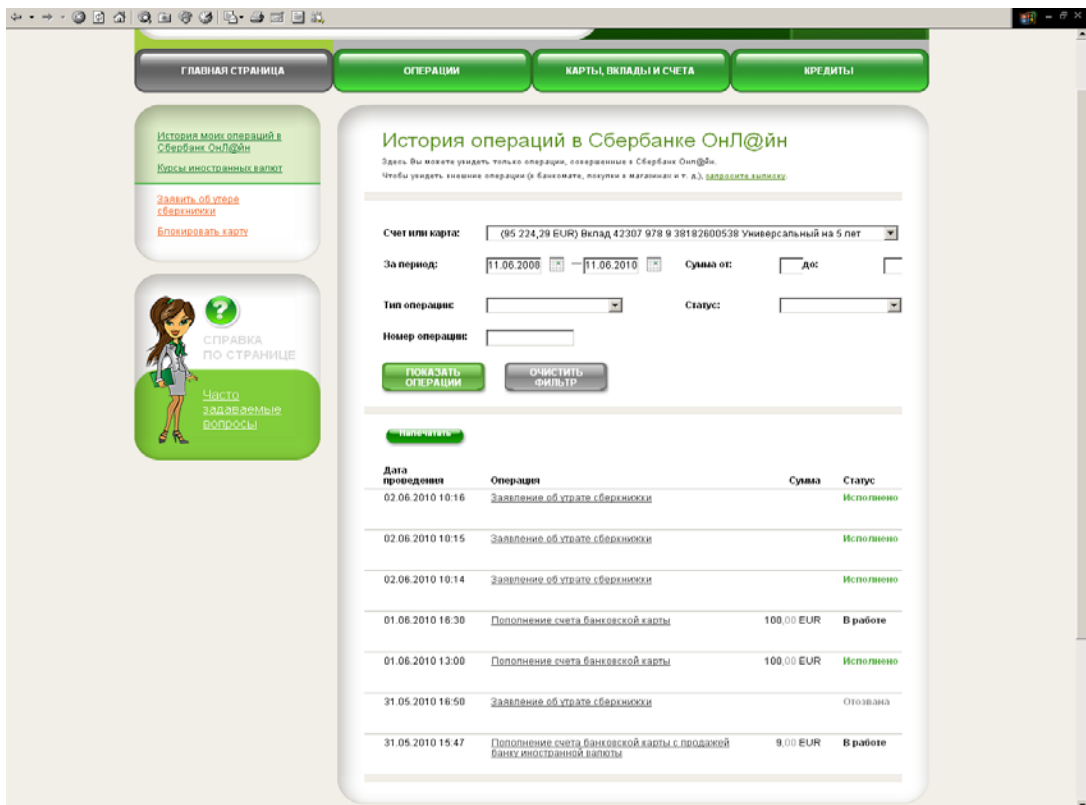 ГЛАВНАЯ СТРАНИЦА
ОПЕРАЦИИ
КАРТЫ, ВКЛАДЫ И СЧЕТА
КРЕДИТЫ
История моих операций в
Сбербанк ОнЛ@йн
Курсы иностранных валют
Заявить об утере
сберкнижки
Блокировать карту
СПРАВКА
ПО СТРАНИЦЕ
Часто
задаваемые
вопросы
История операций в Сбербанке ОнЛ@йн
Здесь Вы можете увидеть только операции, совершенные в Сбербанк Онл@йн.
Чтобы увидеть внешние операции (в банкомате, покупки в магазинах и т. д.), запросите выписку.
Счет или карта: (95 224,29 EUR) Вклад 42307 978 9 38182600538 Универсальный на 5 лет
За период: 11.06.2008 — 11.06.2010 Сумма от: до:
Тип операции: Статус:
Номер операции:
ПОКАЗАТЬ
ОПЕРАЦИИ
ОЧИСТИТЬ
ФИЛЬТР
Напечатать
Дата
проведения Операция Сумма Статус
02.06.2010 10:16 Заявление об утрате сберкнижки Исполнено
02.06.2010 10:15 Заявление об утрате сберкнижки Исполнено
02.06.2010 10:14 Заявление об утрате сберкнижки Исполнено
01.06.2010 16:30 Пополнение счета банковской карты 100,00 EUR В работе
01.06.2010 13:00 Пополнение счета банковской карты 100,00 EUR Исполнено
31.05.2010 16:50 Заявление об утрате сберкнижки Отозвана
31.05.2010 15:47 Пополнение счета банковской карты с продажей 9,00 EUR В работе
банку иностранной валюты